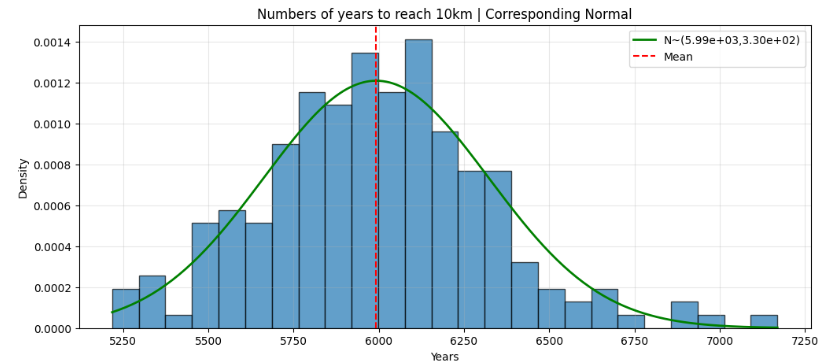 Numbers of years to reach 10km | Corresponding Normal
N~(5.99e+03,3.30e+02)
Mean
0.0014
0.0012
0.0010
0.0008
0.0006
0.0004
0.0002
0.0000
Density
5250 5500 5750 6000 6250 6500 6750 7000 7250
Years